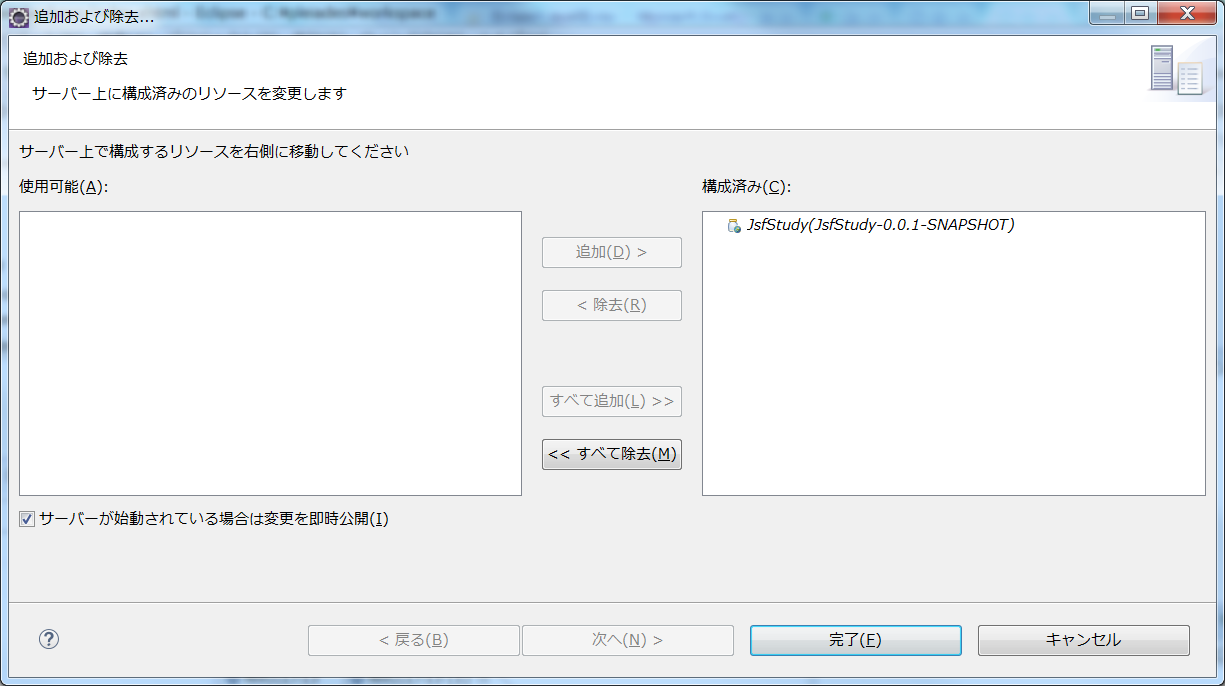 追加および除去...
追加および除去
サーバー上に構成済みのリソースを変更します
サーバー上で構成するリソースを右側に移動してください
使用可能(A):
構成済み(C):
JsfStudy(JsfStudy-0.0.1-SNAPSHOT)
追加(D) >
< 除去(R)
すべて追加(L) >>
<< すべて除去(M)
サーバーが始動されている場合は変更を即時公開(I)
< 戻る(B)
次へ(N) >
完了(F)
キャンセル